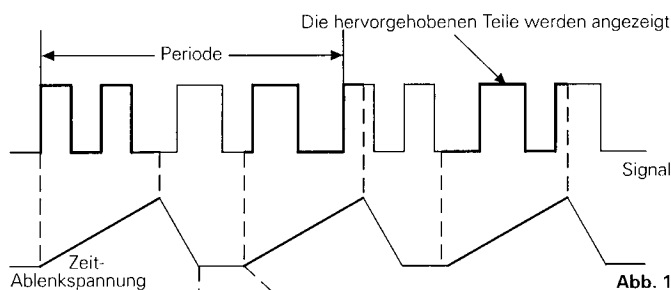 Die hervorgehobenen Teile werden angezeigt
Periode
Signal
Zeit-
Ablenkspannung
Abb. 1